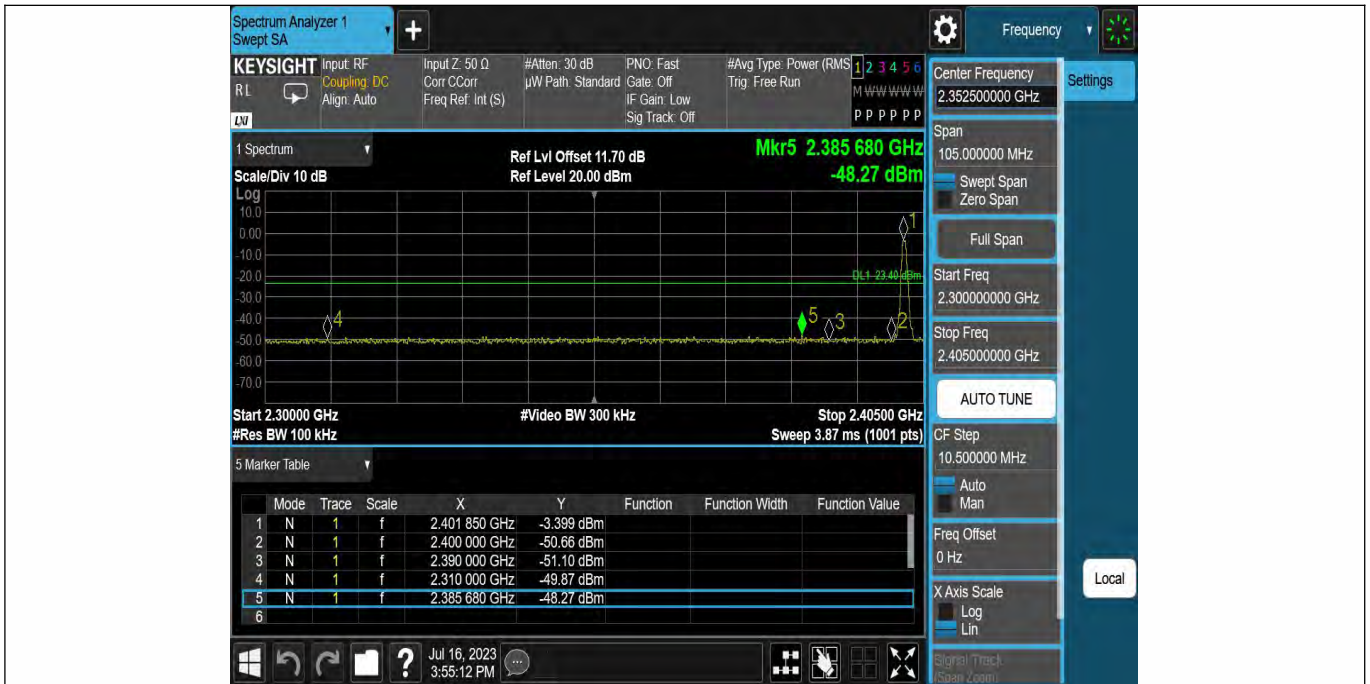 Spectrum Analyzer 1
Swept SA
+
Frequency
KEYSIGHT
RL
LXI
Input: RF
Coupling: DC
Align: Auto
Input Z: 50 Ω
Corr CCorr
Freq Ref: Int (S)
#Atten: 30 dB
µW Path: Standard
PNO: Fast
Gate: Off
IF Gain: Low
Sig Track: Off
#Avg Type: Power (RMS
Trig: Free Run
1 2 3 4 5 6
M W W W W W
P P P P P P
1 Spectrum
Scale/Div 10 dB
Ref Lvl Offset 11.70 dB
Ref Level 20.00 dBm
Mkr5 2.385 680 GHz
-48.27 dBm
Log
10.0
0.00
-10.0
-20.0
-30.0
-40.0
-50.0
-60.0
-70.0
1
DL1 -23.40 dBm
4
5
3
2
Start 2.30000 GHz
#Res BW 100 kHz
#Video BW 300 kHz
Stop 2.40500 GHz
Sweep 3.87 ms (1001 pts)
5 Marker Table
Mode Trace Scale X Y Function Function Width Function Value
1 N 1 f 2.401 850 GHz -3.399 dBm
2 N 1 f 2.400 000 GHz -50.66 dBm
3 N 1 f 2.390 000 GHz -51.10 dBm
4 N 1 f 2.310 000 GHz -49.87 dBm
5 N 1 f 2.385 680 GHz -48.27 dBm
6
?
Jul 16, 2023
3:55:12 PM
Center Frequency
2.352500000 GHz
Settings
Span
105.000000 MHz
Swept Span
Zero Span
Full Span
Start Freq
2.300000000 GHz
Stop Freq
2.405000000 GHz
AUTO TUNE
CF Step
10.500000 MHz
Auto
Man
Freq Offset
0 Hz
X Axis Scale
Log
Lin
Signal Track
(Span Zoom)
Local